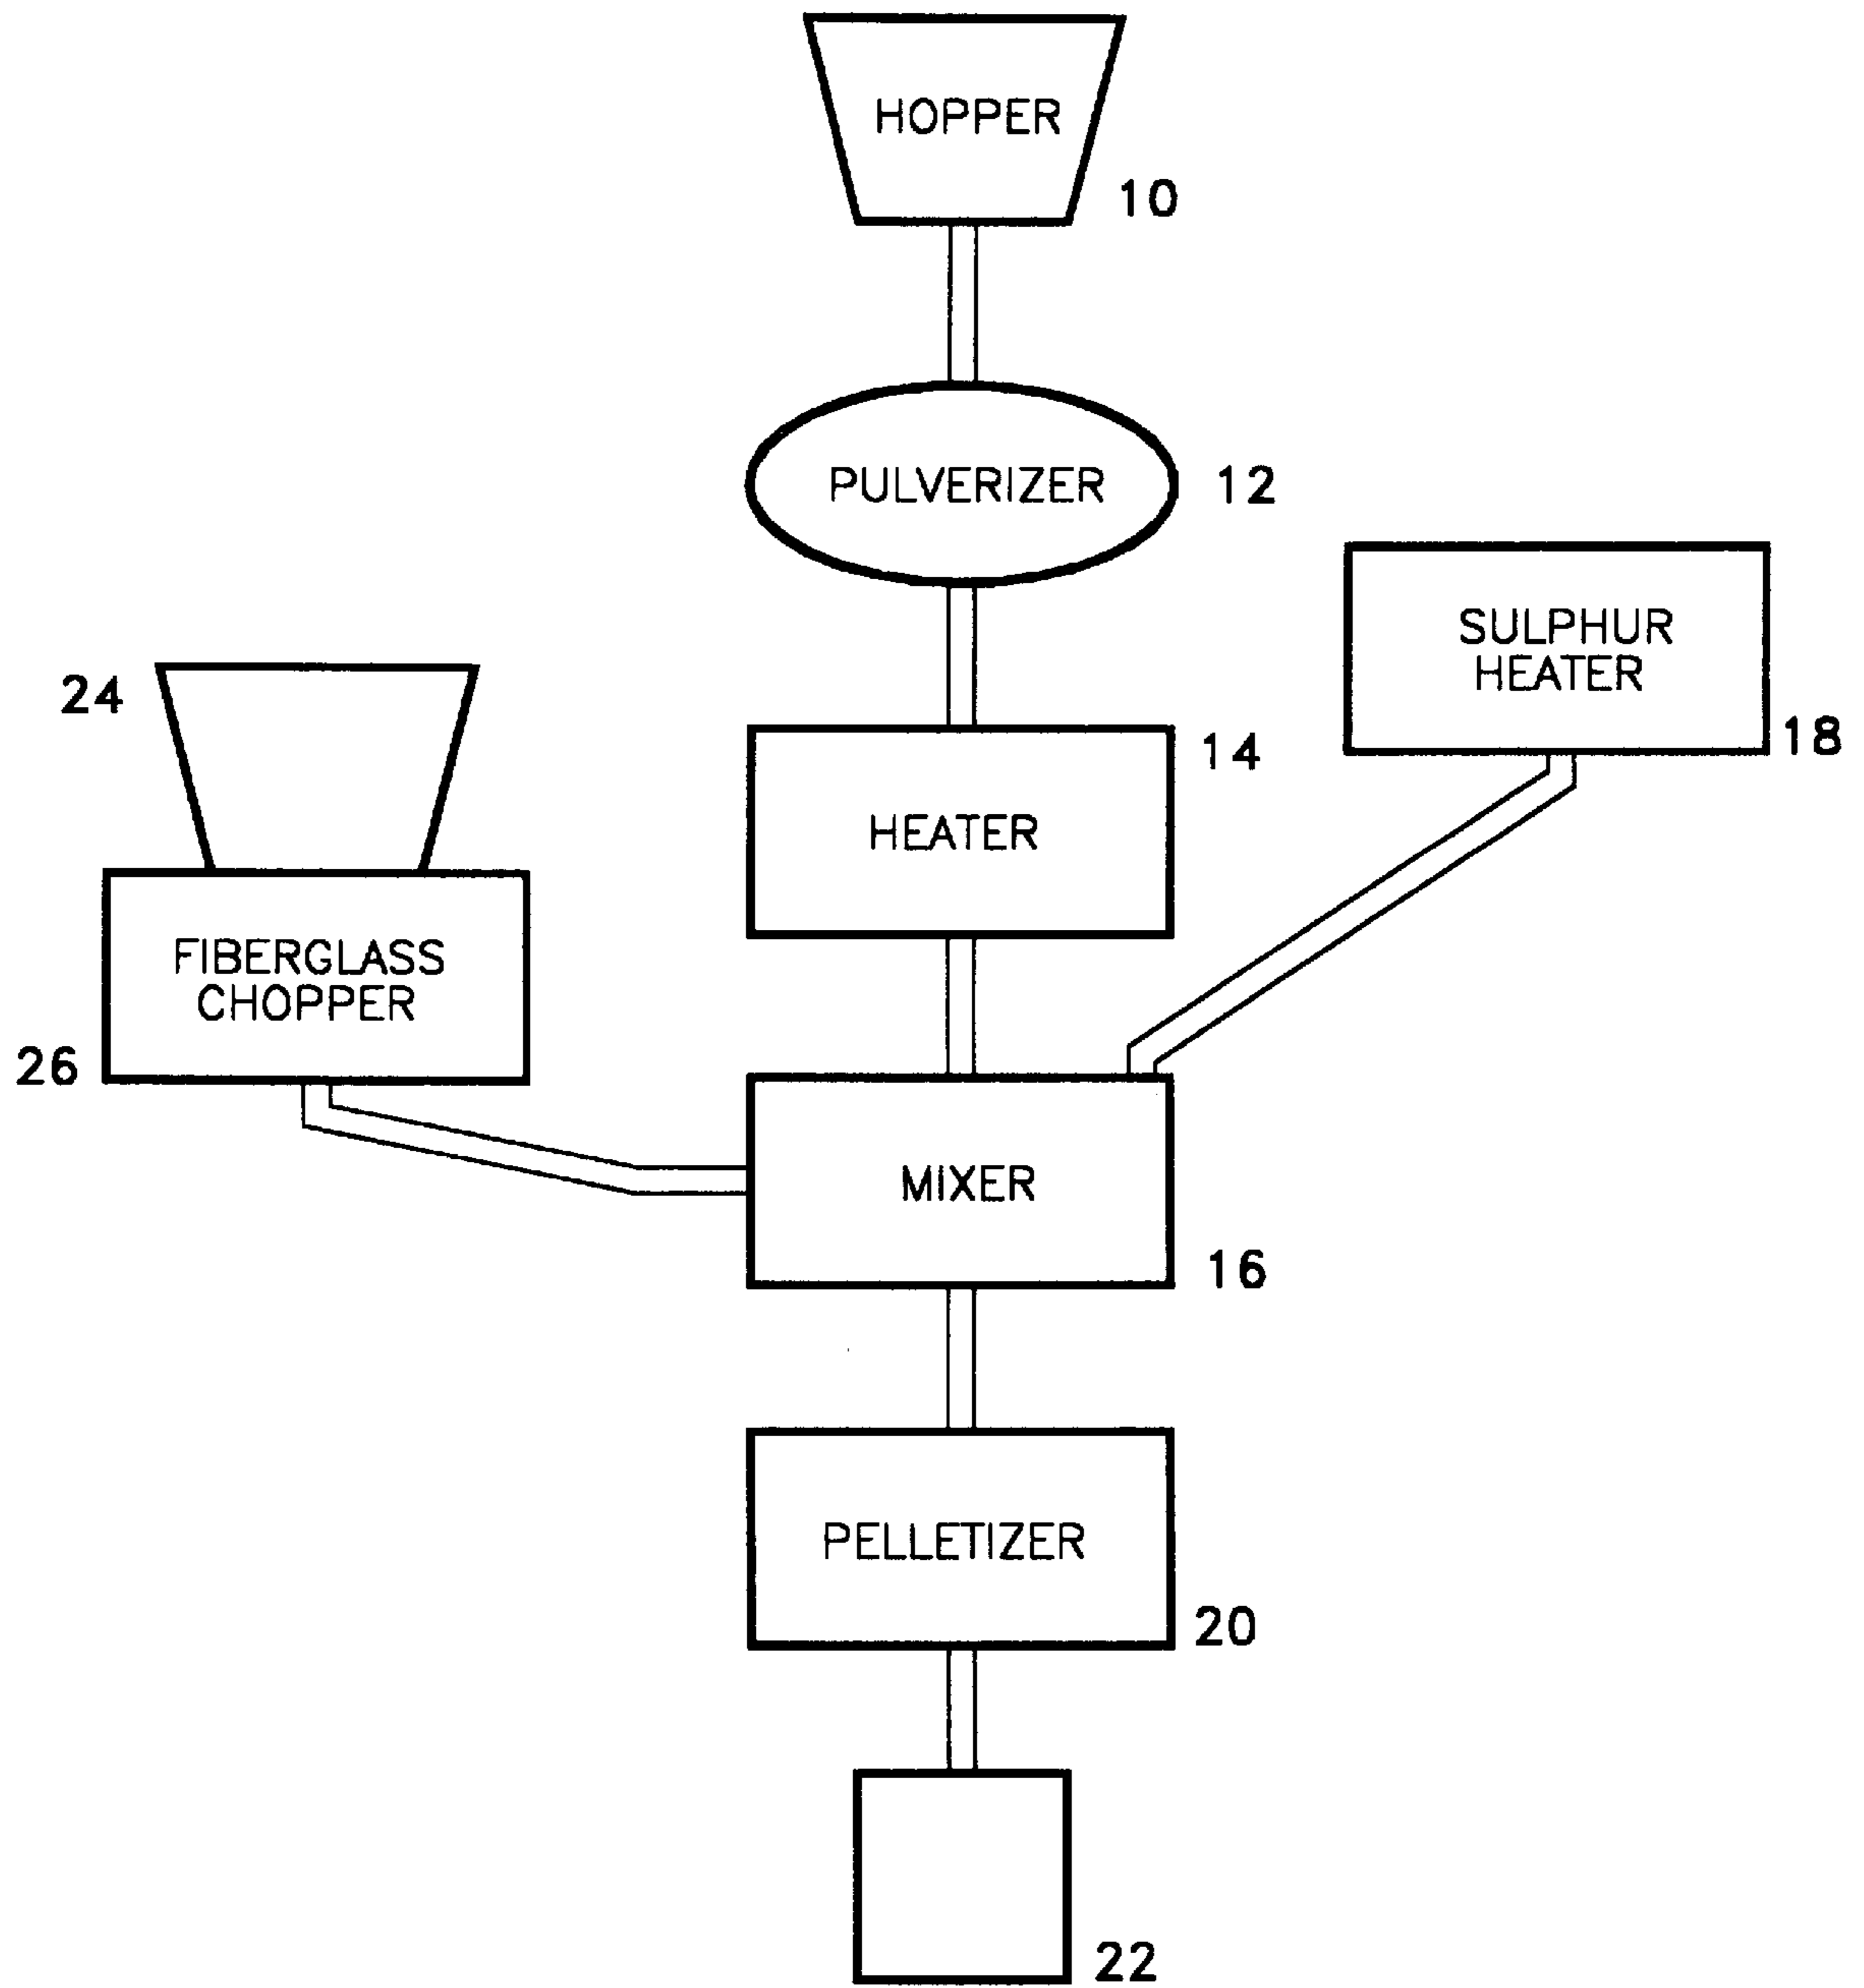 HOPPER
10
PULVERIZER
12
SULPHUR
HEATER
18
24
14
HEATER
FIBERGLASS
CHOPPER
26
MIXER
16
PELLETIZER
20
22